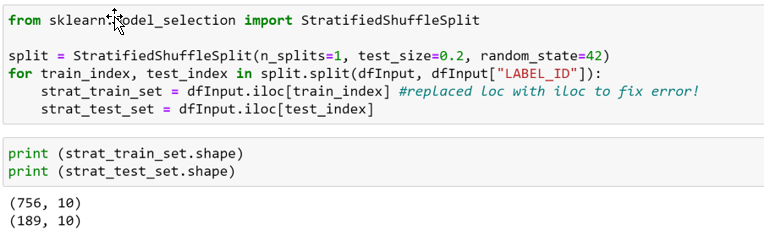 from sklearn.model_selection import StratifiedShuffleSplit
split = StratifiedShuffleSplit(n_splits=1, test_size=0.2, random_state=42)
for train_index, test_index in split.split(dfInput, dfInput["LABEL_ID"]):
    strat_train_set = dfInput.iloc[train_index] #replaced loc with iloc to fix error!
    strat_test_set = dfInput.iloc[test_index]
print (strat_train_set.shape)
print (strat_test_set.shape)
(756, 10)
(189, 10)